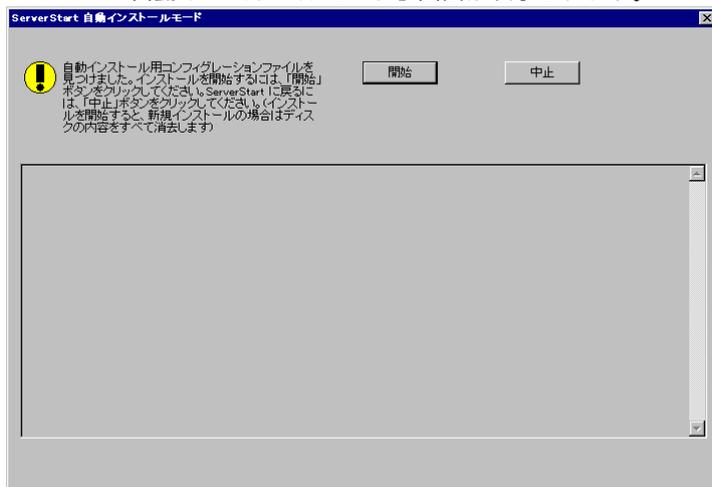 ServerStart 自動インストールモード
自動インストール用コンフィグレーションファイルを
見つけました。インストールを開始するには、「開始」
ボタンをクリックしてください。ServerStart に戻るに
は、「中止」ボタンをクリックしてください。(インストー
ルを開始すると、新規インストールの場合はディス
クの内容をすべて消去します)
開始
中止